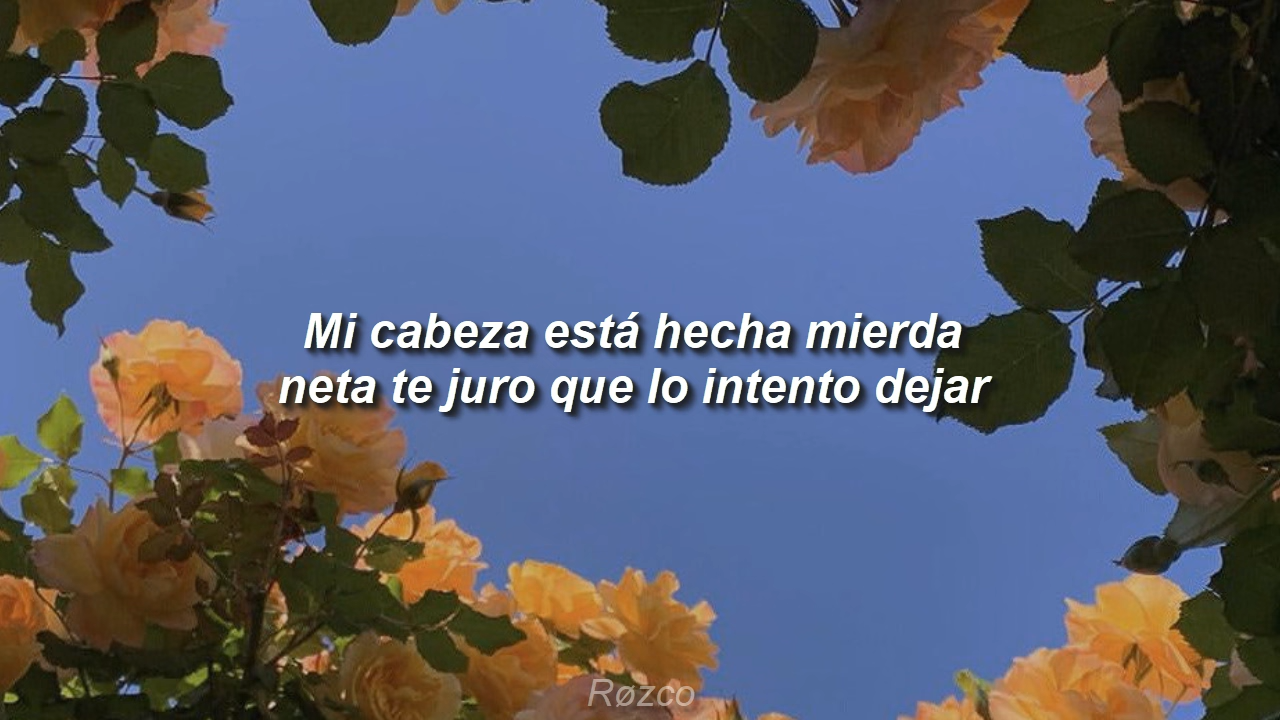 Mi cabeza está hecha mierda
neta te juro que lo intento dejar
Røzco